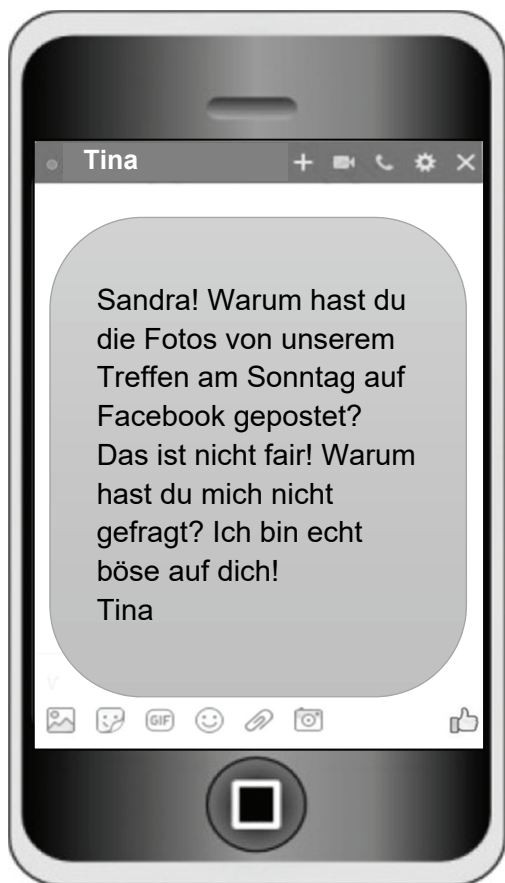 Tina
Sandra! Warum hast du
die Fotos von unserem
Treffen am Sonntag auf
Facebook gepostet?
Das ist nicht fair! Warum
hast du mich nicht
gefragt? Ich bin echt
böse auf dich!
Tina
GIF